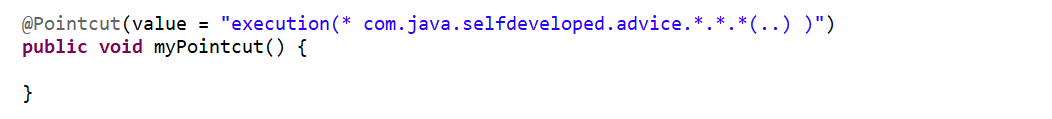 @Pointcut(value = "execution(* com.java.selfdeveloped.advice.*.*.*(..) )")
public void myPointcut() {
}